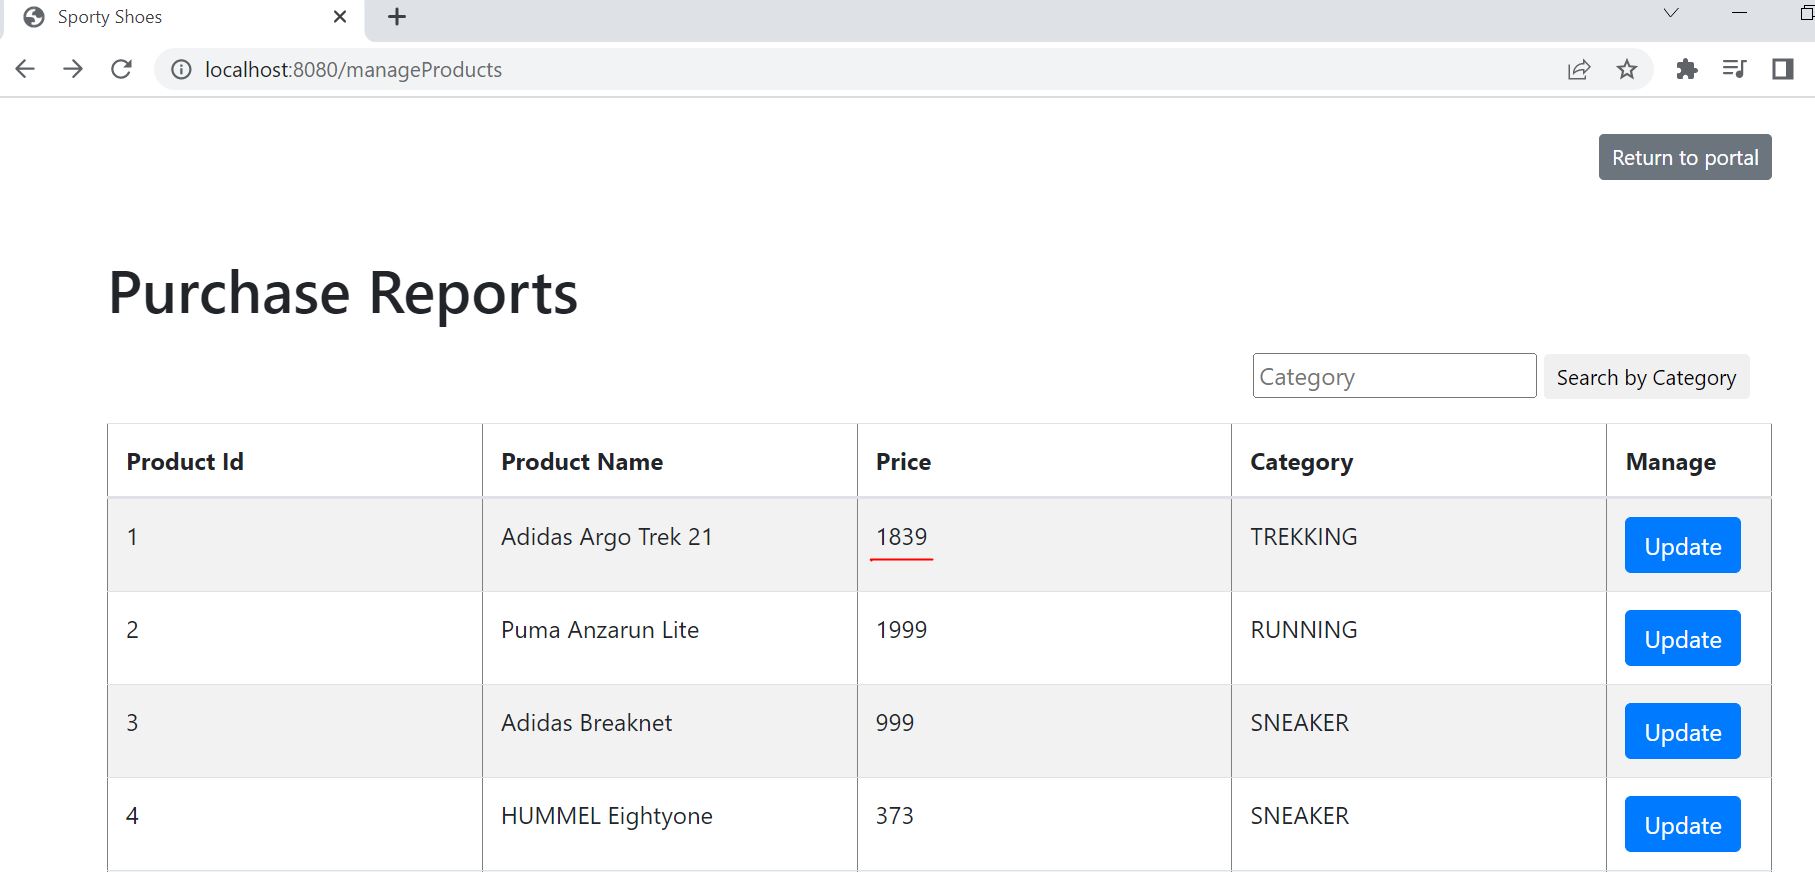 Sporty Shoes
localhost:8080/manageProducts
Return to portal
Purchase Reports
Category Search by Category
Product Id Product Name Price Category Manage
1 Adidas Argo Trek 21 1839 TREKKING Update
2 Puma Anzarun Lite 1999 RUNNING Update
3 Adidas Breaknet 999 SNEAKER Update
4 HUMMEL Eightyone 373 SNEAKER Update